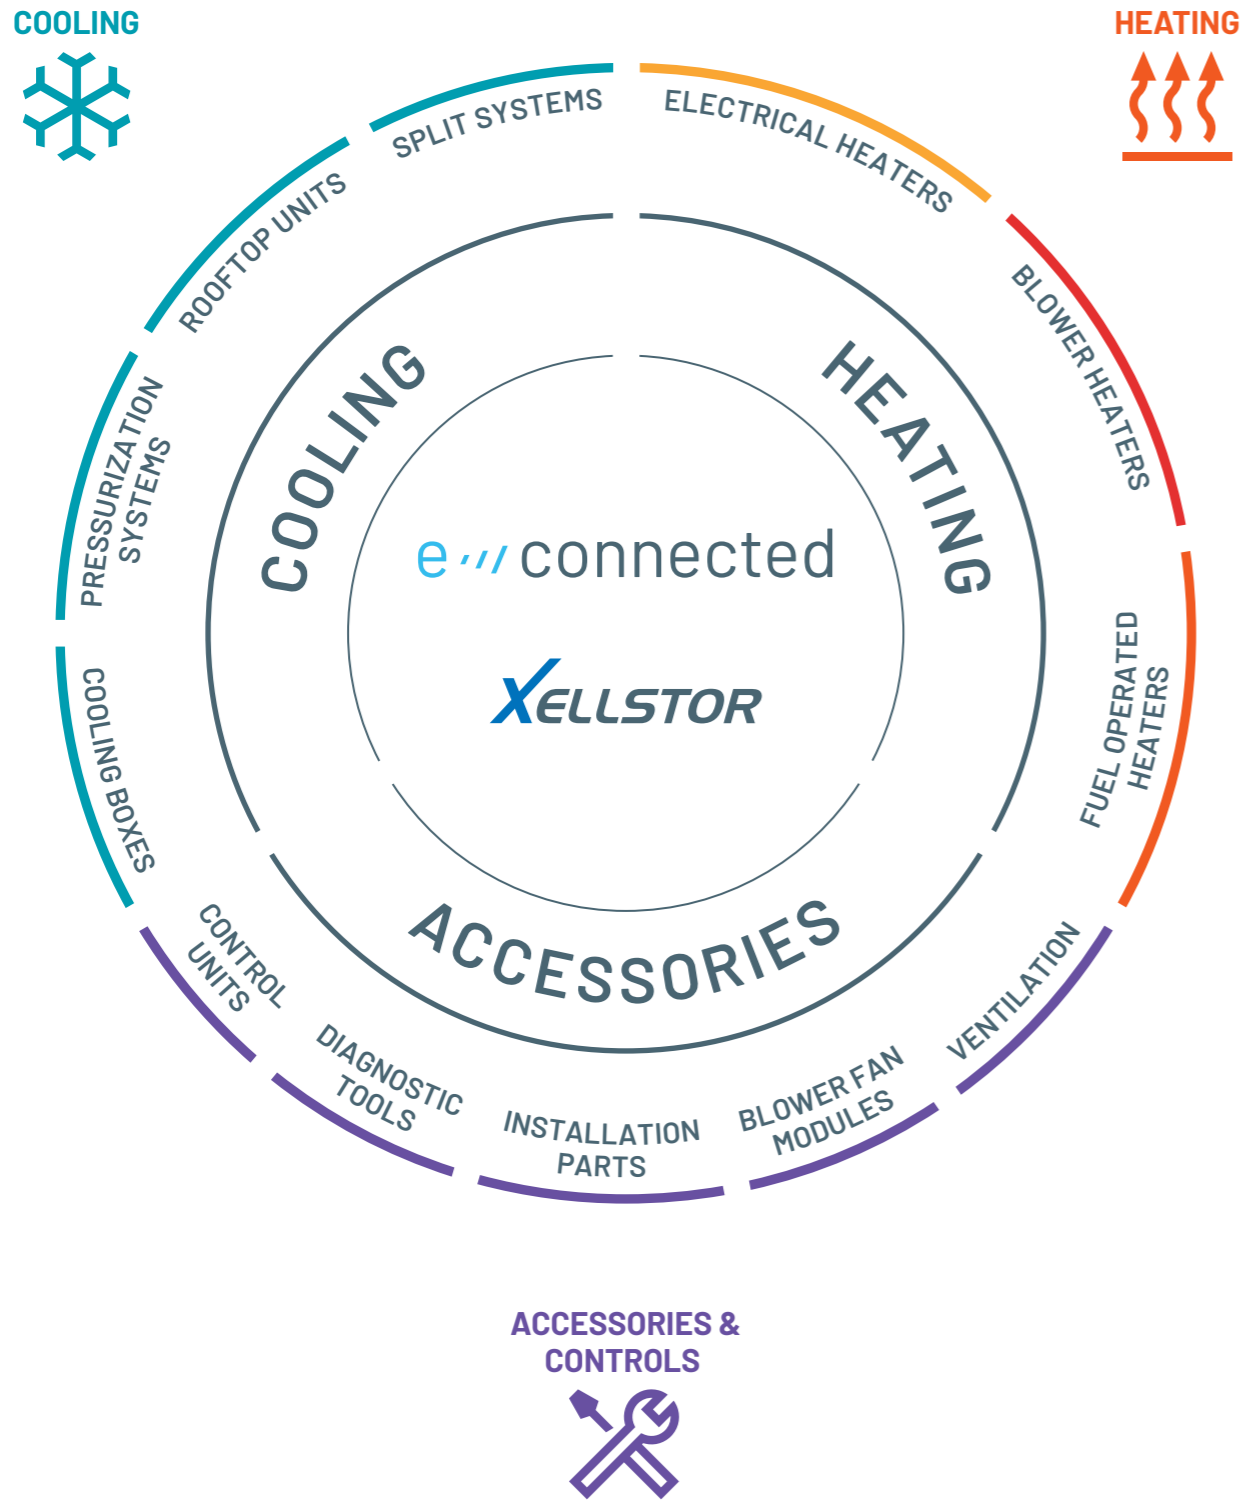 COOLING
HEATING
SPLIT SYSTEMS
ELECTRICAL HEATERS
ROOFTOP UNITS
BLOWER HEATERS
PRESSURIZATION
SYSTEMS
COOLING
HEATING
e connected
XELLSTOR
FUEL OPERATED
HEATERS
COOLING BOXES
ACCESSORIES
CONTROL
UNITS
VENTILATION
DIAGNOSTIC
TOOLS
BLOWER FAN
MODULES
INSTALLATION
PARTS
ACCESSORIES &
CONTROLS